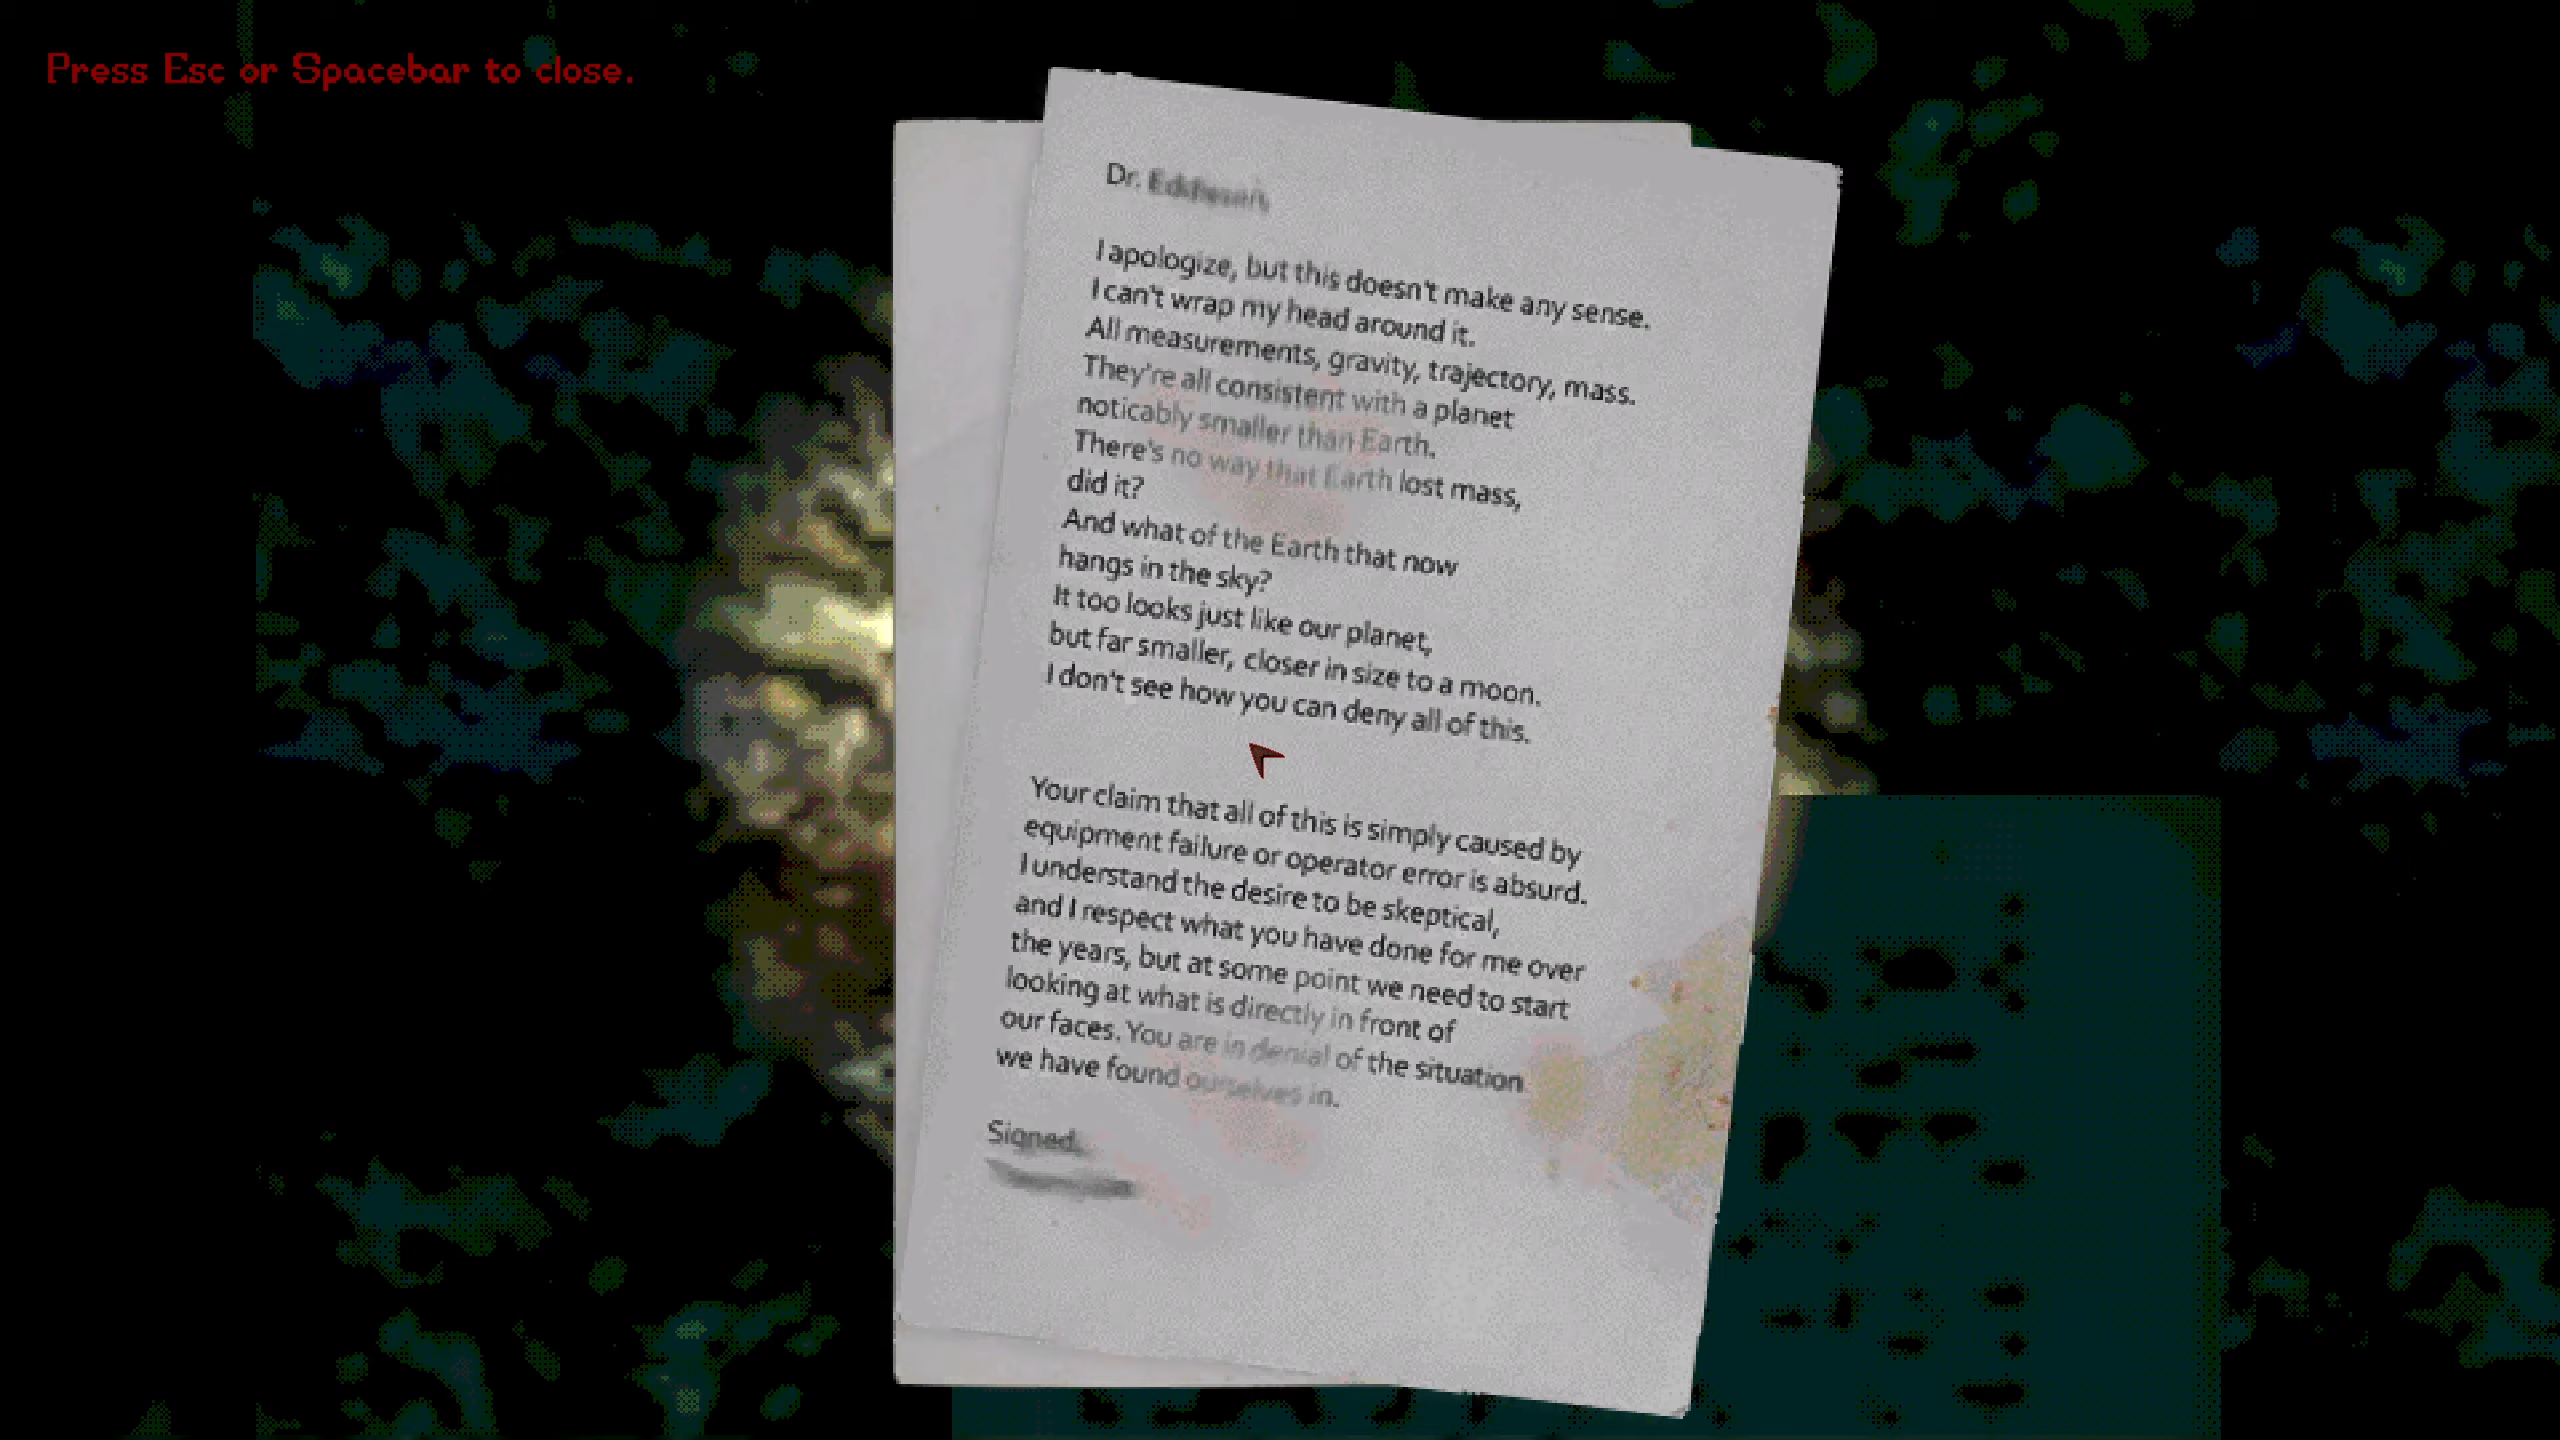 Press Esc or Spacebar to close.
Dr.
I apologize, but this doesn't make any sense.
I can't wrap my head around it.
All measurements, gravity, trajectory, mass.
They're all consistent with a planet
noticably smaller than Earth.
There's no way that Earth lost mass,
did it?
And what of the Earth that now
hangs in the sky?
It too looks just like our planet,
but far smaller, closer in size to a moon.
I don't see how you can deny all of this.
Your claim that all of this is simply caused by
equipment failure or operator error is absurd.
I understand the desire to be skeptical,
and I respect what you have done for me over
the years, but at some point we need to start
looking at what is directly in front of
our faces. You are in denial of the situation
we have found ourselves in.
Signed,